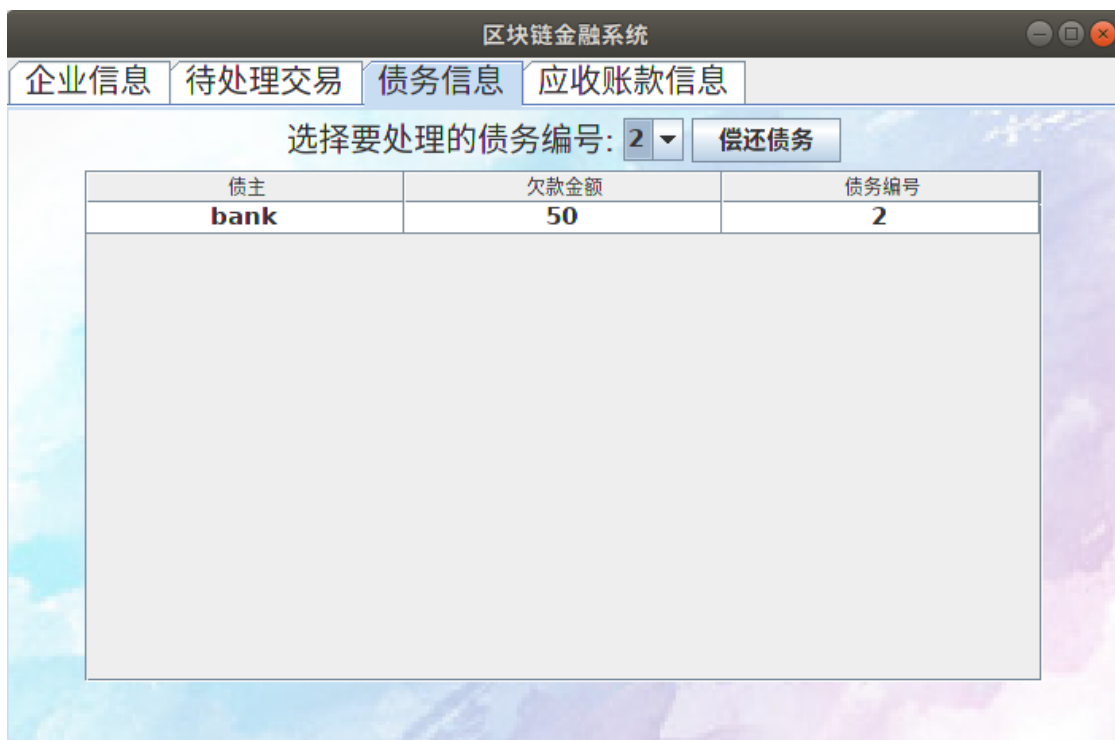 区块链金融系统
企业信息 待处理交易 债务信息 应收账款信息
选择要处理的债务编号: 2 偿还债务
债主 欠款金额 债务编号
bank 50 2